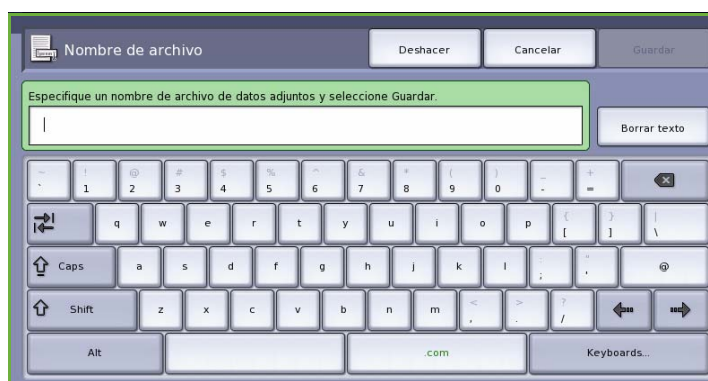 Nombre de archivo Deshacer Cancelar Guardar
Especifique un nombre de archivo de datos adjuntos y seleccione Guardar.
Borrar texto
~ ! @ # $ % ^ & * ( ) _ +
` 1 2 3 4 5 6 7 8 9 0 - =
q w e r t y u i o p { [ } ] | \
Caps a s d f g h j k l : ; " ' @
Shift z x c v b n m < , > . ? /
Alt .com Keyboards...